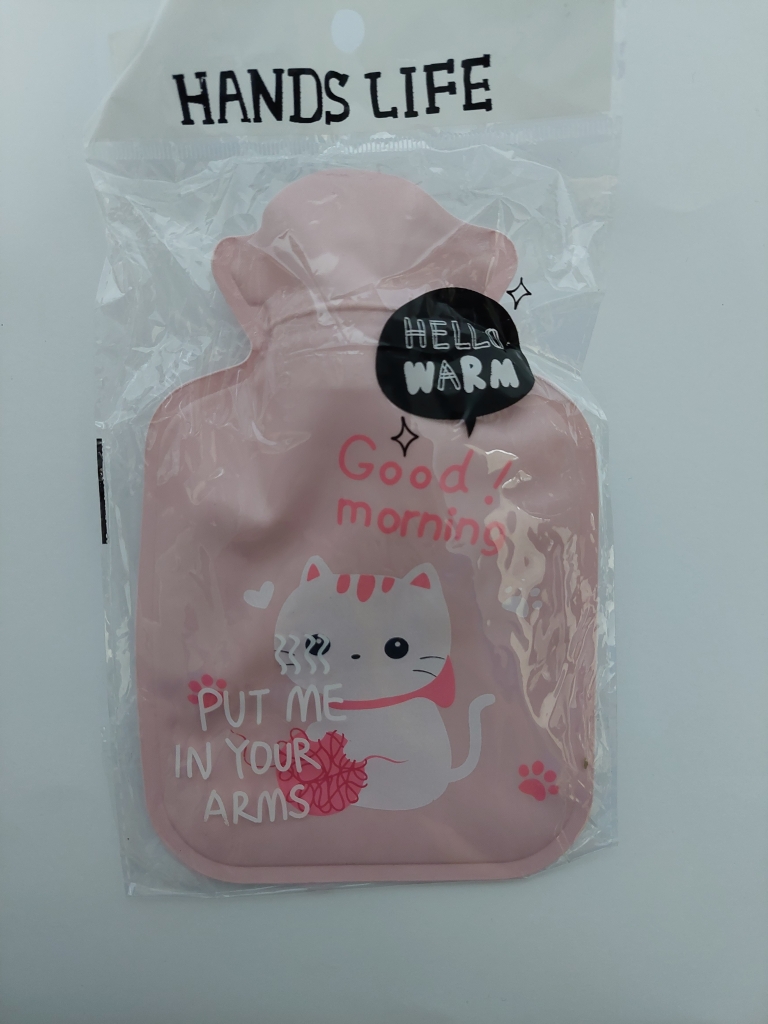 HANDS LIFE
HELLO
WARM
Good!
morning
PUT ME
IN YOUR
ARMS